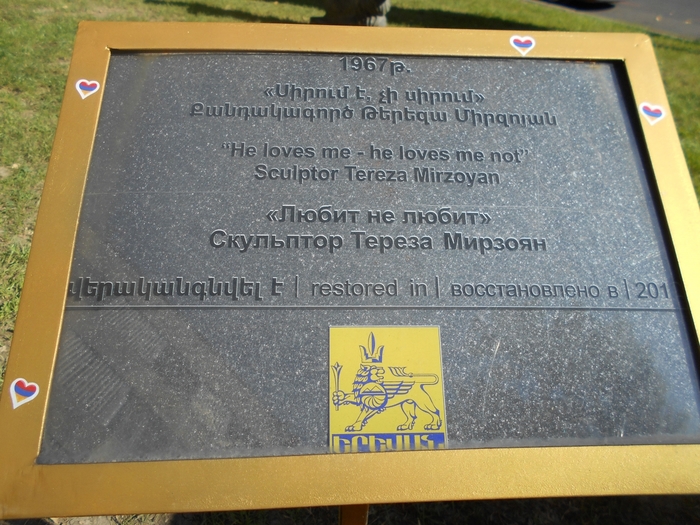 1967թ.
«Սիրում է, չի սիրում»
Քանդակագործ Թերեզա Միրզոյան
“He loves me - he loves me not”
Sculptor Tereza Mirzoyan
«Любит не любит»
Скульптор Тереза Мирзоян
վերականգնվել է | restored in | восстановлено в | 201
ԵՐԵՎԱՆ